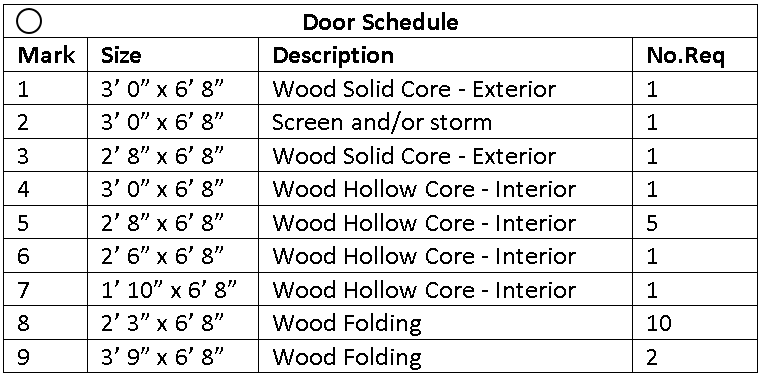 Door Schedule
Mark Size Description No.Req
1 3’ 0” x 6’ 8” Wood Solid Core - Exterior 1
2 3’ 0” x 6’ 8” Screen and/or storm 1
3 2’ 8” x 6’ 8” Wood Solid Core - Exterior 1
4 3’ 0” x 6’ 8” Wood Hollow Core - Interior 1
5 2’ 8” x 6’ 8” Wood Hollow Core - Interior 5
6 2’ 6” x 6’ 8” Wood Hollow Core - Interior 1
7 1’ 10” x 6’ 8” Wood Hollow Core - Interior 1
8 2’ 3” x 6’ 8” Wood Folding 10
9 3’ 9” x 6’ 8” Wood Folding 2